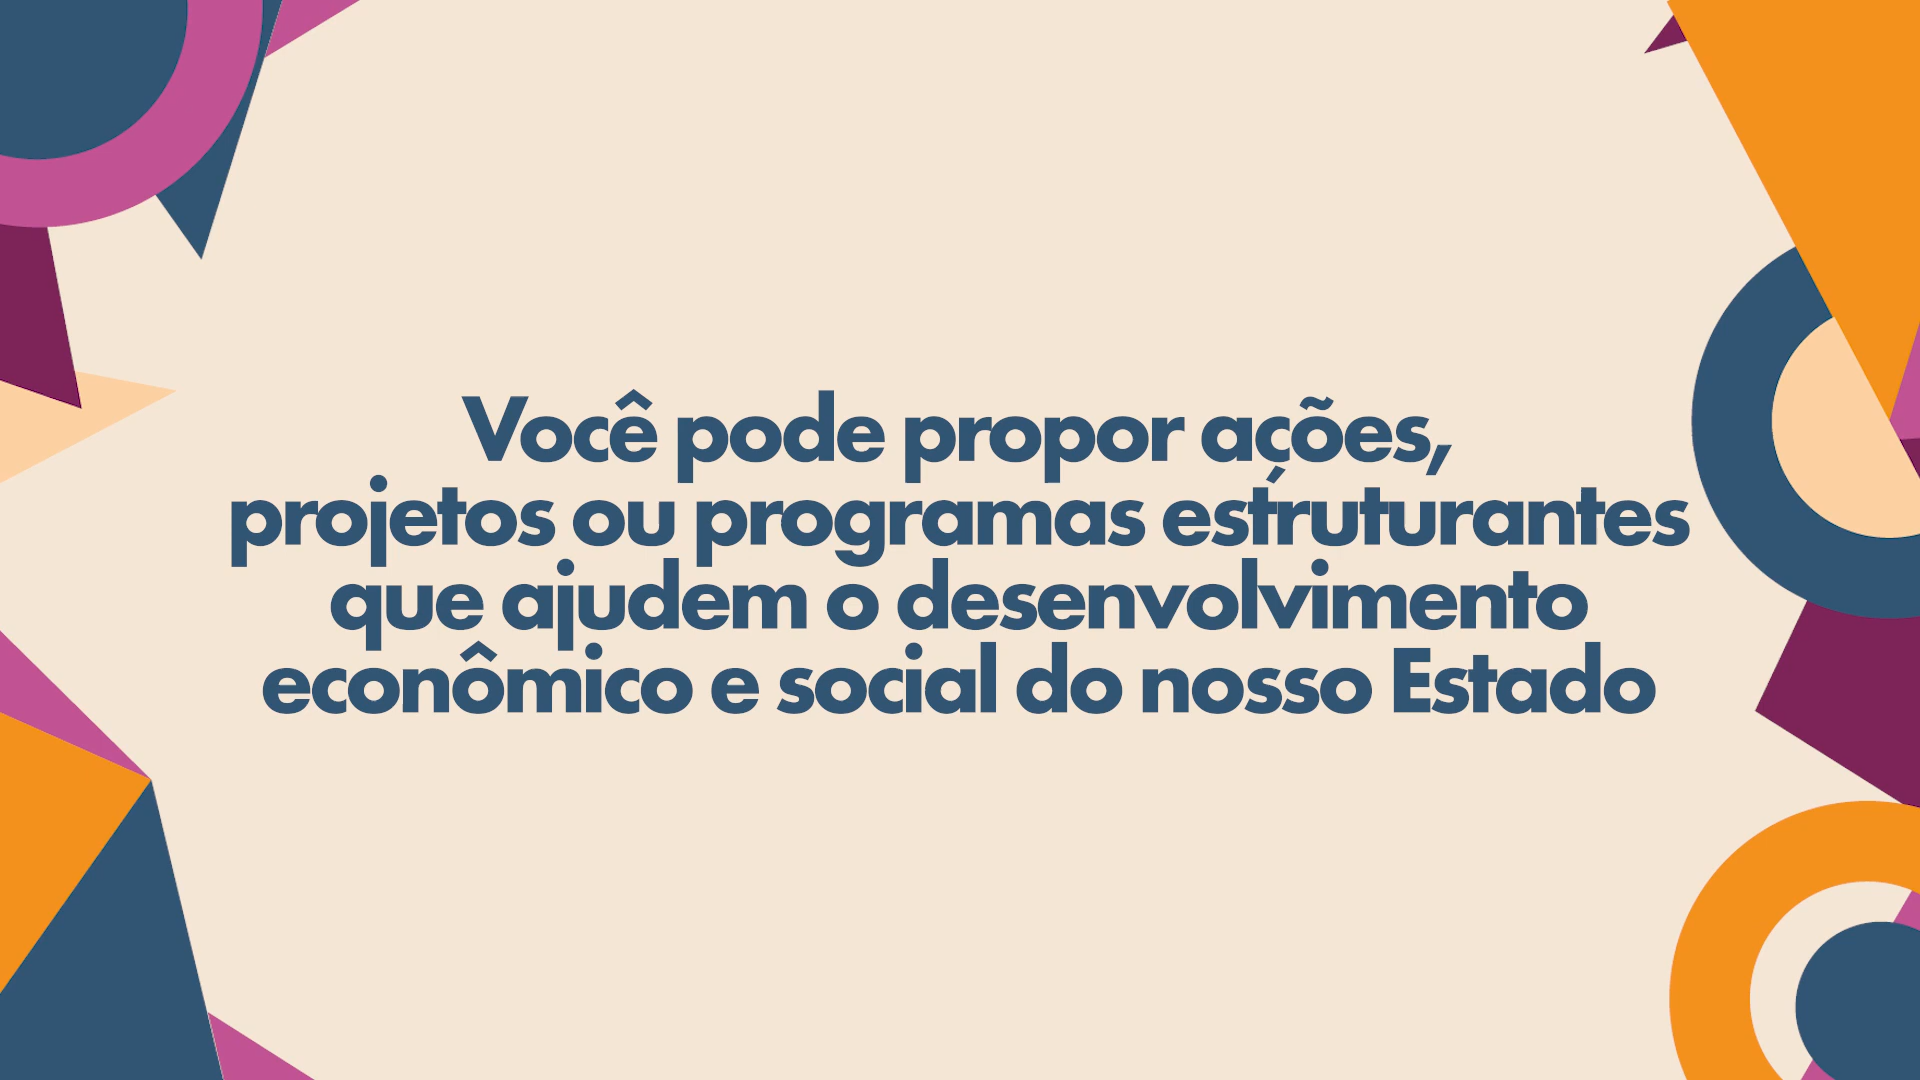 Você pode propor ações,
projetos ou programas estruturantes
que ajudem o desenvolvimento
econômico e social do nosso Estado